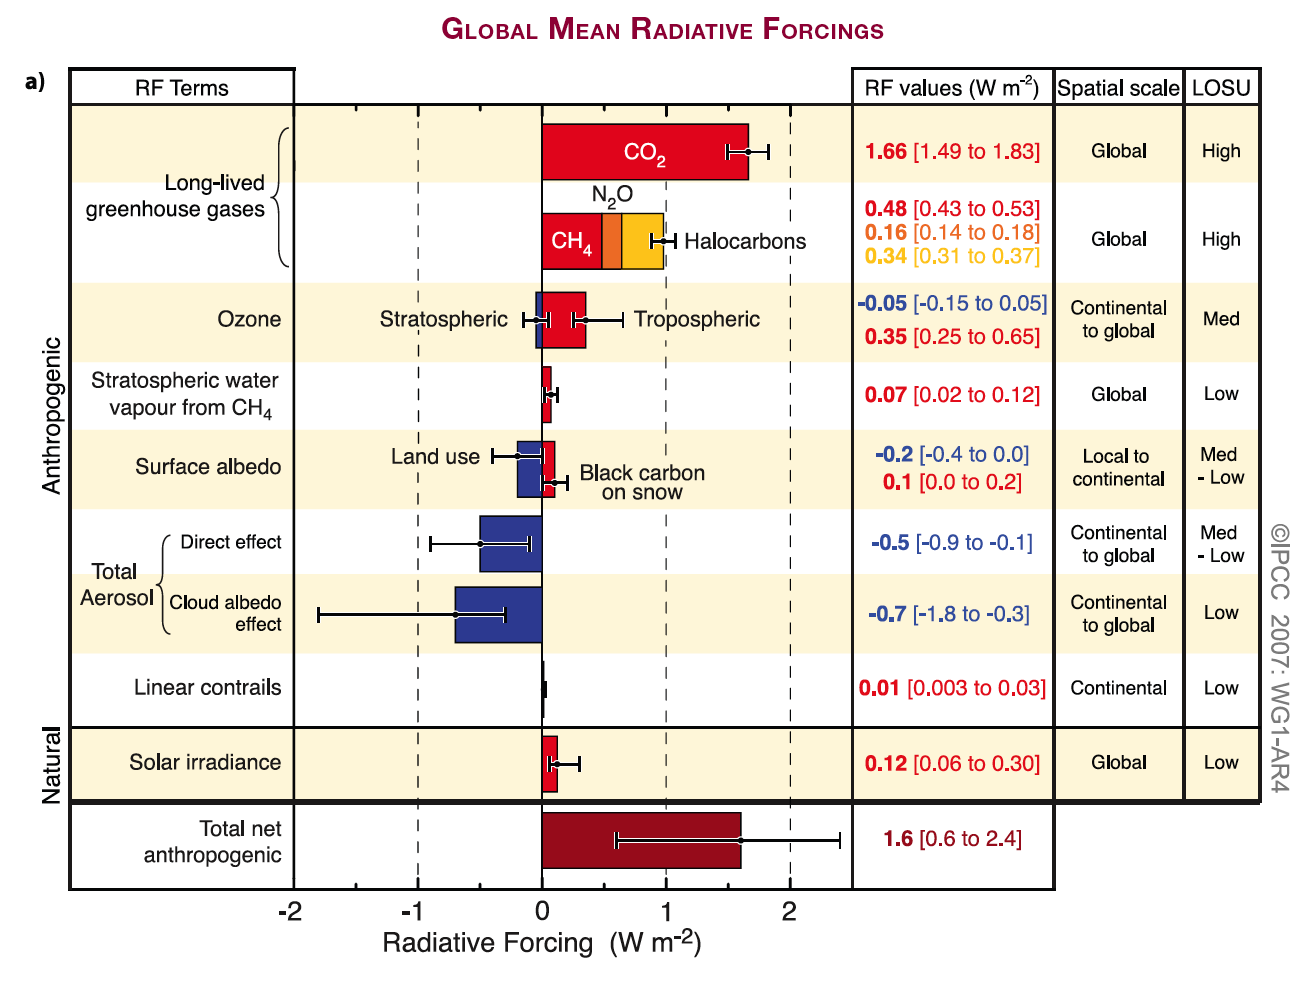 GLOBAL MEAN RADIATIVE FORCINGS
a)
RF Terms
RF values (W m-2)
Spatial scale
LOSU
Anthropogenic
Long-lived
greenhouse gases
CO2
1.66 [1.49 to 1.83]
Global
High
N2O
CH4
Halocarbons
0.48 [0.43 to 0.53]
0.16 [0.14 to 0.18]
0.34 [0.31 to 0.37]
Global
High
Ozone
Stratospheric
Tropospheric
-0.05 [-0.15 to 0.05]
0.35 [0.25 to 0.65]
Continental
to global
Med
Stratospheric water
vapour from CH4
0.07 [0.02 to 0.12]
Global
Low
Surface albedo
Land use
Black carbon
on snow
-0.2 [-0.4 to 0.0]
0.1 [0.0 to 0.2]
Local to
continental
Med
- Low
Total
Aerosol
Direct effect
-0.5 [-0.9 to -0.1]
Continental
to global
Med
- Low
Cloud albedo
effect
-0.7 [-1.8 to -0.3]
Continental
to global
Low
Linear contrails
0.01 [0.003 to 0.03]
Continental
Low
Natural
Solar irradiance
0.12 [0.06 to 0.30]
Global
Low
Total net
anthropogenic
1.6 [0.6 to 2.4]
-2
-1
0
1
2
Radiative Forcing (W m-2)
©IPCC 2007: WG1-AR4